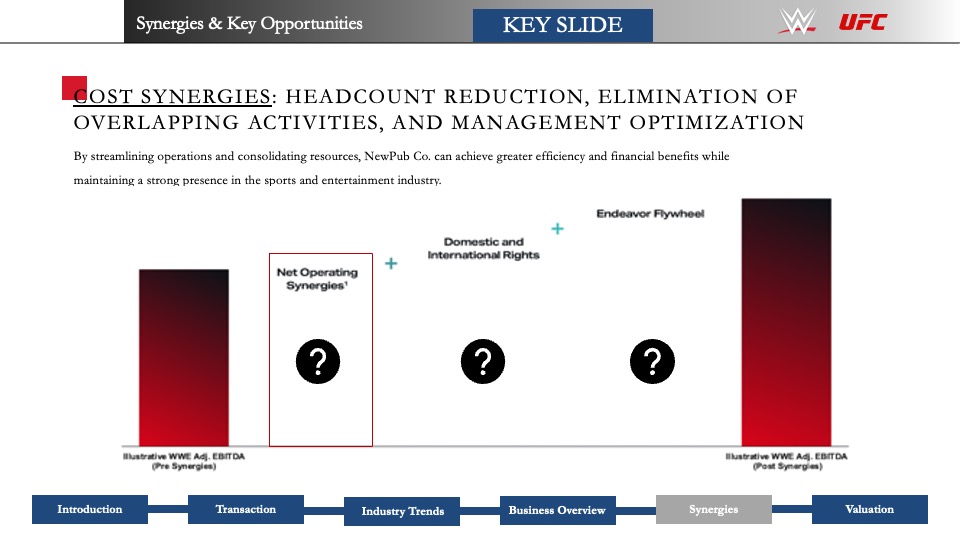 Synergies & Key Opportunities
KEY SLIDE
W
UFC
COST SYNERGIES: HEADCOUNT REDUCTION, ELIMINATION OF
OVERLAPPING ACTIVITIES, AND MANAGEMENT OPTIMIZATION
By streamlining operations and consolidating resources, NewPub Co. can achieve greater efficiency and financial benefits while
maintaining a strong presence in the sports and entertainment industry.
Net Operating
Synergies¹
+
Domestic and
International Rights
+
Endeavor Flywheel
?
?
?
Illustrative WWE Adj. EBITDA
(Pre Synergies)
Illustrative WWE Adj. EBITDA
(Post Synergies)
Introduction
Transaction
Industry Trends
Business Overview
Synergies
Valuation